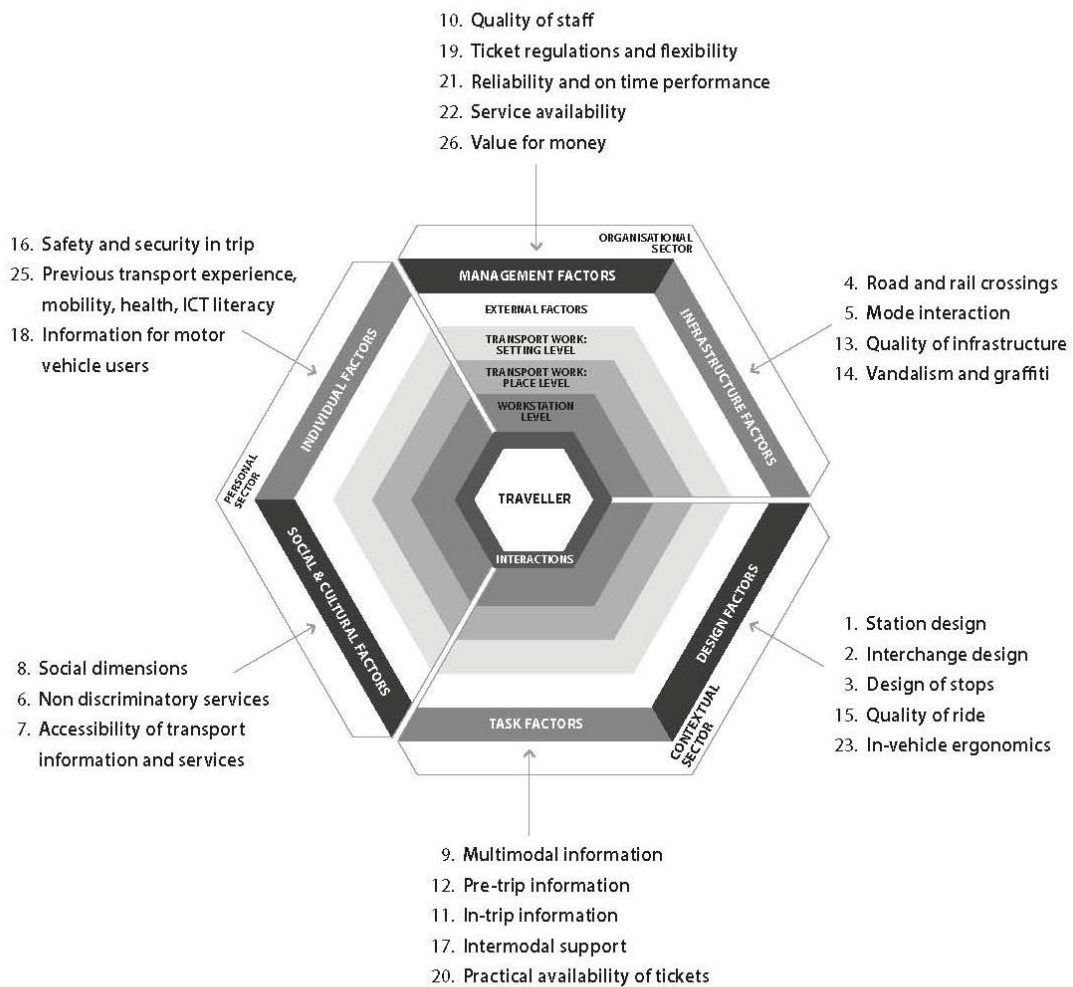 10. Quality of staff
19. Ticket regulations and flexibility
21. Reliability and on time performance
22. Service availability
26. Value for money
16. Safety and security in trip
25. Previous transport experience,
mobility, health, ICT literacy
18. Information for motor
vehicle users
ORGANISATIONAL
SECTOR
MANAGEMENT FACTORS
EXTERNAL FACTORS
TRANSPORT WORK:
SETTING LEVEL
TRANSPORT WORK:
PLACE LEVEL
WORKSTATION
LEVEL
INDIVIDUAL FACTORS
INFRASTRUCTURE FACTORS
4. Road and rail crossings
5. Mode interaction
13. Quality of infrastructure
14. Vandalism and graffiti
PERSONAL
SECTOR
TRAVELLER
INTERACTIONS
SOCIAL & CULTURAL FACTORS
DESIGN FACTORS
TASK FACTORS
CONTEXTUAL
SECTOR
8. Social dimensions
6. Non discriminatory services
7. Accessibility of transport
information and services
1. Station design
2. Interchange design
3. Design of stops
15. Quality of ride
23. In-vehicle ergonomics
9. Multimodal information
12. Pre-trip information
11. In-trip information
17. Intermodal support
20. Practical availability of tickets